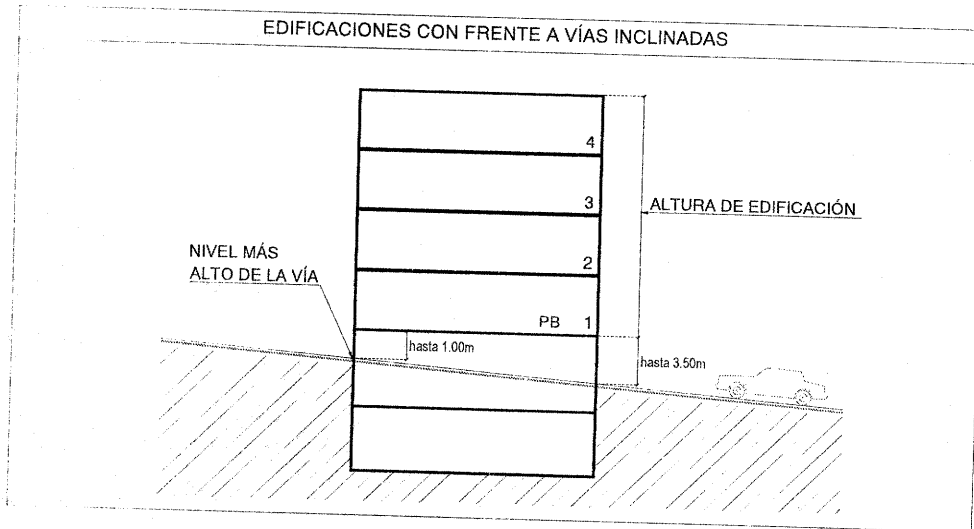 EDIFICACIONES CON FRENTE A VÍAS INCLINADAS
4
3
ALTURA DE EDIFICACIÓN
2
NIVEL MÁS
ALTO DE LA VÍA
PB 1
hasta 1.00m
hasta 3.50m